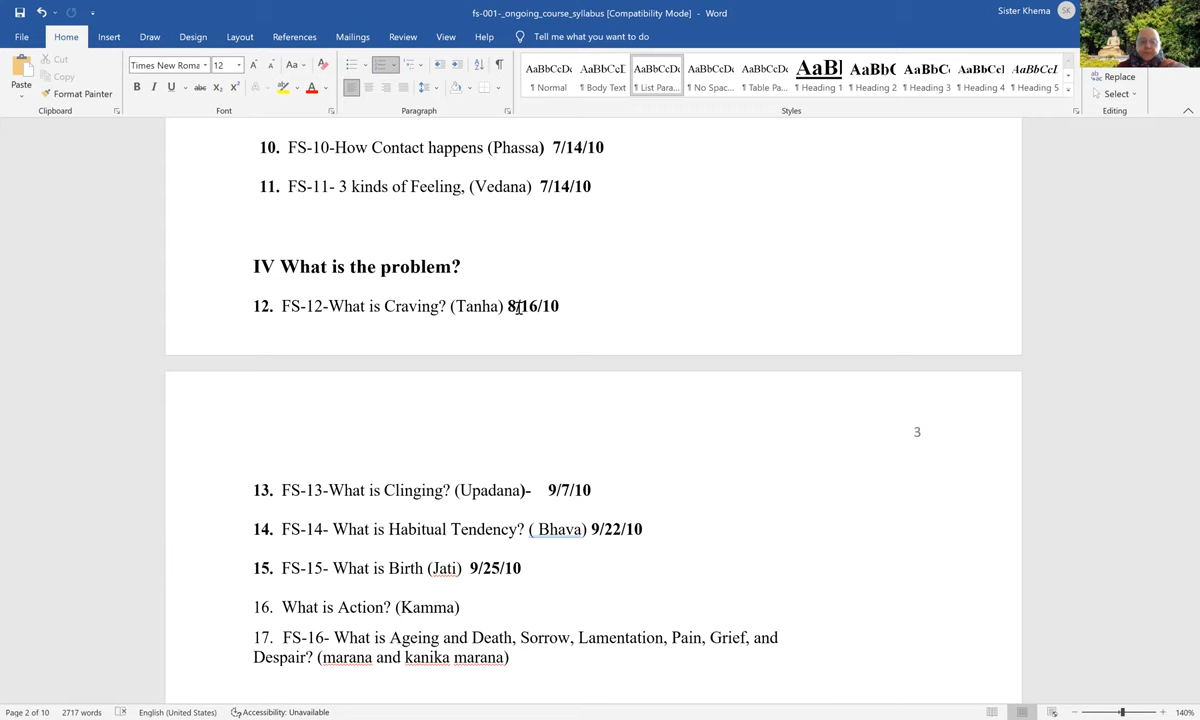 fs-001-_ongoing_course_syllabus [Compatibility Mode] - Word
Sister Khema
SK
File Home Insert Draw Design Layout References Mailings Review View Help Tell me what you want to do
Paste
Cut
Copy
Format Painter
Clipboard
Times New Roma 12
Font
Paragraph
AaBbCcDc AaBbCcE AaBbCcDc AaBbCcDc AaBbCcDc AaBl AaBbC AaBbC AaBbCcl AaBbCcL
¶ Normal ¶ Body Text ¶ List Para... ¶ No Spac... ¶ Table Pa... ¶ Heading 1 ¶ Heading 2 ¶ Heading 3 ¶ Heading 4 ¶ Heading 5
Styles
Replace
Select
Editing
10. FS-10-How Contact happens (Phassa) 7/14/10
11. FS-11- 3 kinds of Feeling, (Vedana) 7/14/10
IV What is the problem?
12. FS-12-What is Craving? (Tanha) 8/16/10
3
13. FS-13-What is Clinging? (Upadana)- 9/7/10
14. FS-14- What is Habitual Tendency? ( Bhava) 9/22/10
15. FS-15- What is Birth (Jati) 9/25/10
16. What is Action? (Kamma)
17. FS-16- What is Ageing and Death, Sorrow, Lamentation, Pain, Grief, and
Despair? (marana and kanika marana)
Page 2 of 10 2717 words English (United States) Accessibility: Unavailable 140%